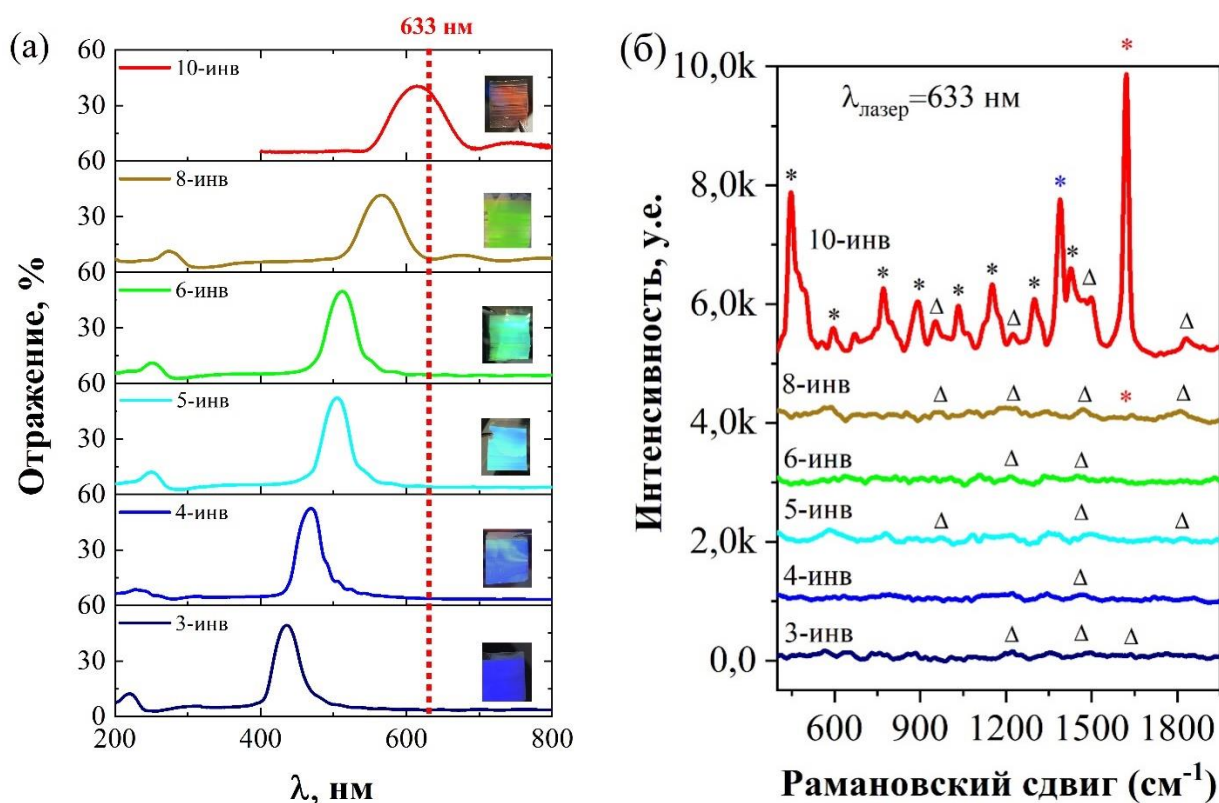 (а)
633 нм
60
10-инв
30
60
8-инв
30
60
6-инв
30
60
5-инв
30
60
4-инв
30
60
3-инв
30
0
200 400 600 800
λ, нм
Отражение, %
(б)
*
10,0k
λлазер=633 нм
* *
8,0k
10-инв
* * * * * * * Δ Δ Δ Δ
6,0k
8-инв Δ Δ Δ * Δ
4,0k
6-инв Δ Δ
5-инв Δ Δ Δ
2,0k
4-инв Δ
3-инв Δ Δ Δ
0,0
600 900 1200 1500 1800
Рамановский сдвиг (см⁻¹)
Интенсивность, у.е.